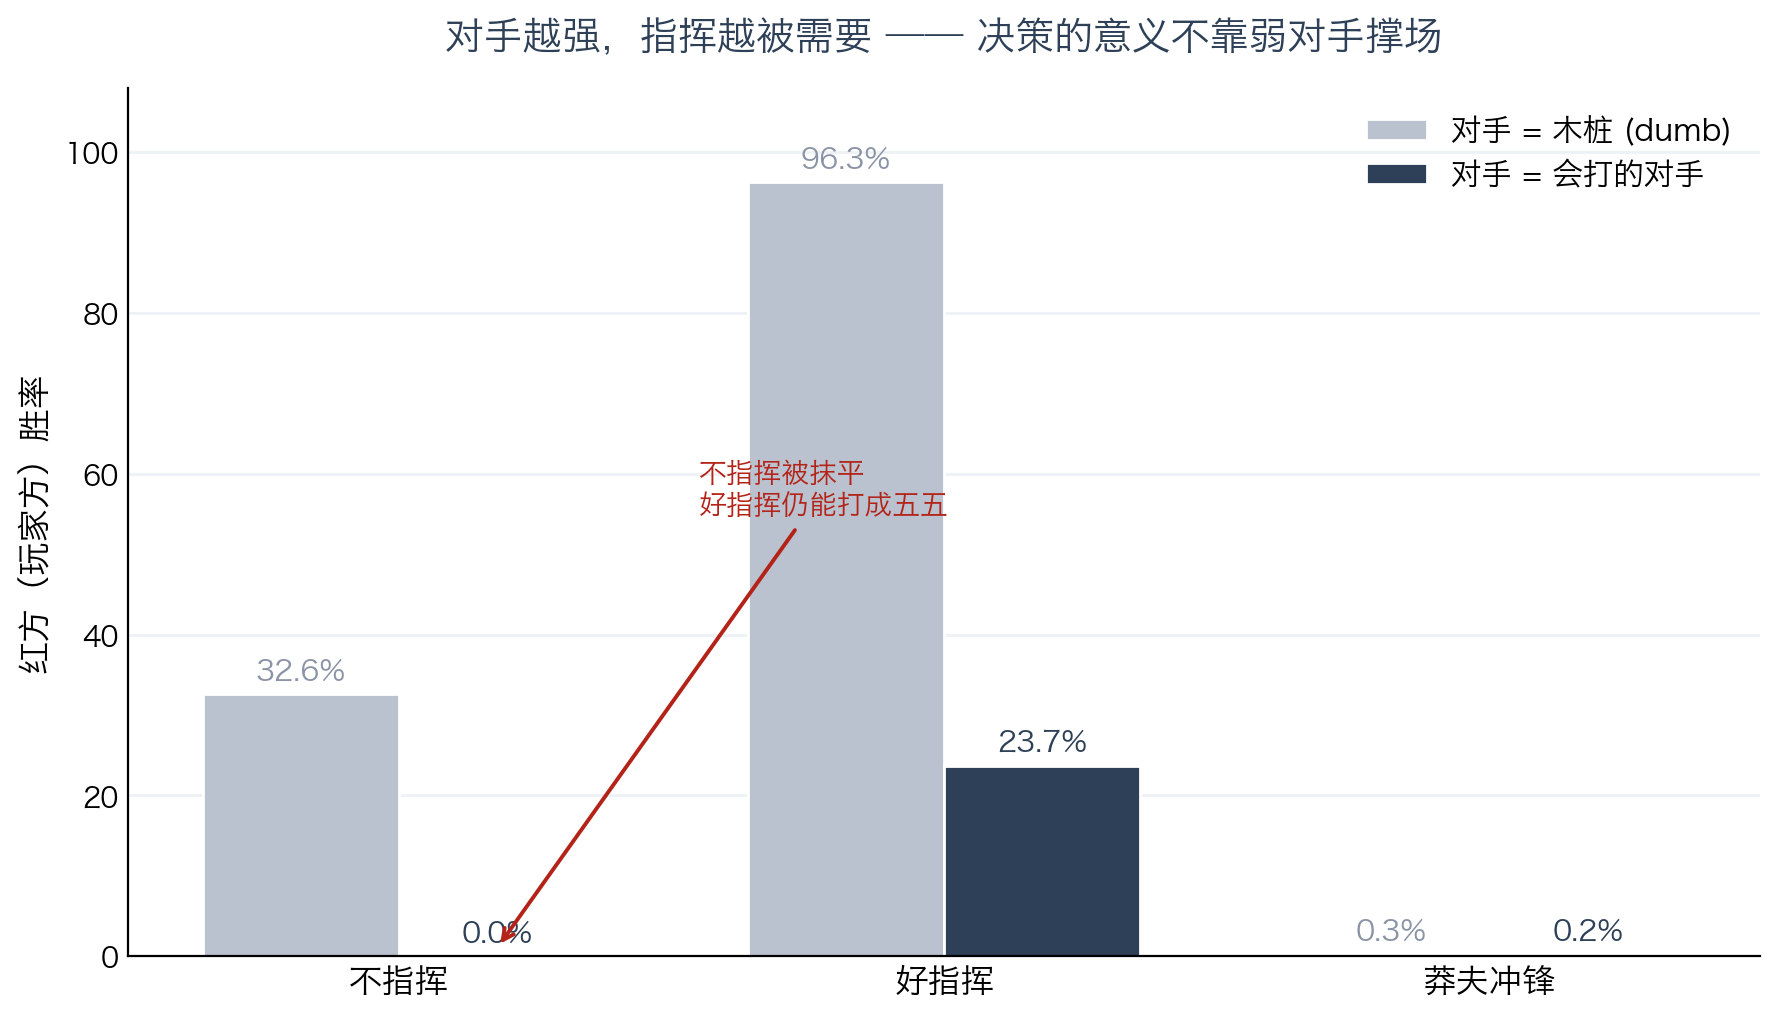 对手越强，指挥越被需要 —— 决策的意义不靠弱对手撑场
对手 = 木桩 (dumb)
对手 = 会打的对手
红方（玩家方）胜率
100
80
60
40
20
0
32.6%
0.0%
96.3%
23.7%
0.3%
0.2%
不指挥被抹平
好指挥仍能打成五五
不指挥
好指挥
莽夫冲锋